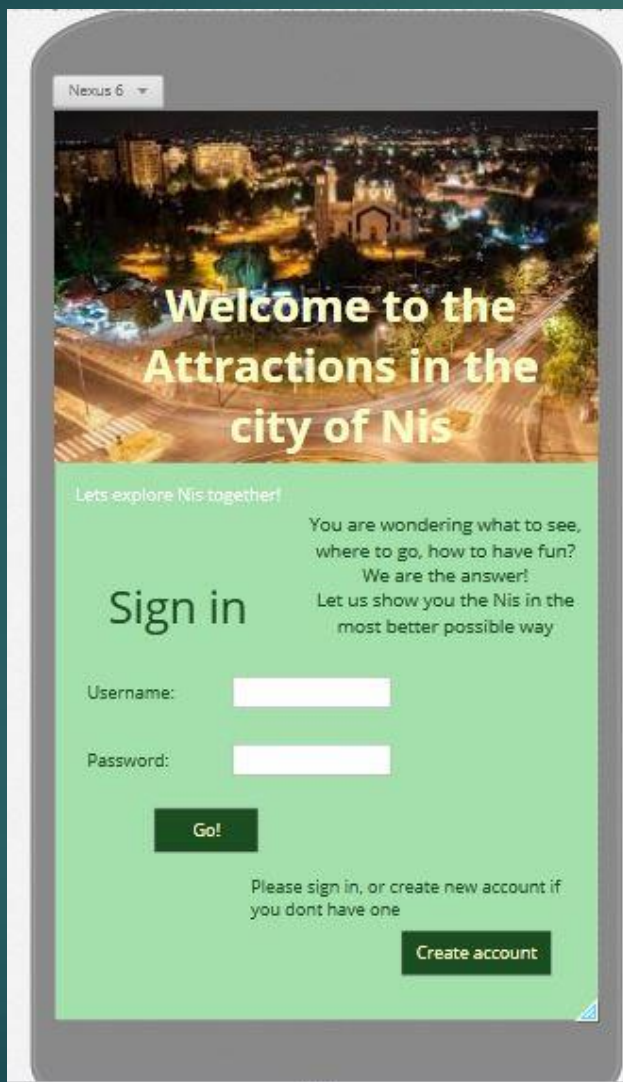 Nexus 6
Welcome to the
Attractions in the
city of Nis
Lets explore Nis together!
You are wondering what to see,
where to go, how to have fun?
We are the answer!
Let us show you the Nis in the
most better possible way
Sign in
Username:
Password:
Go!
Please sign in, or create new account if
you dont have one
Create account